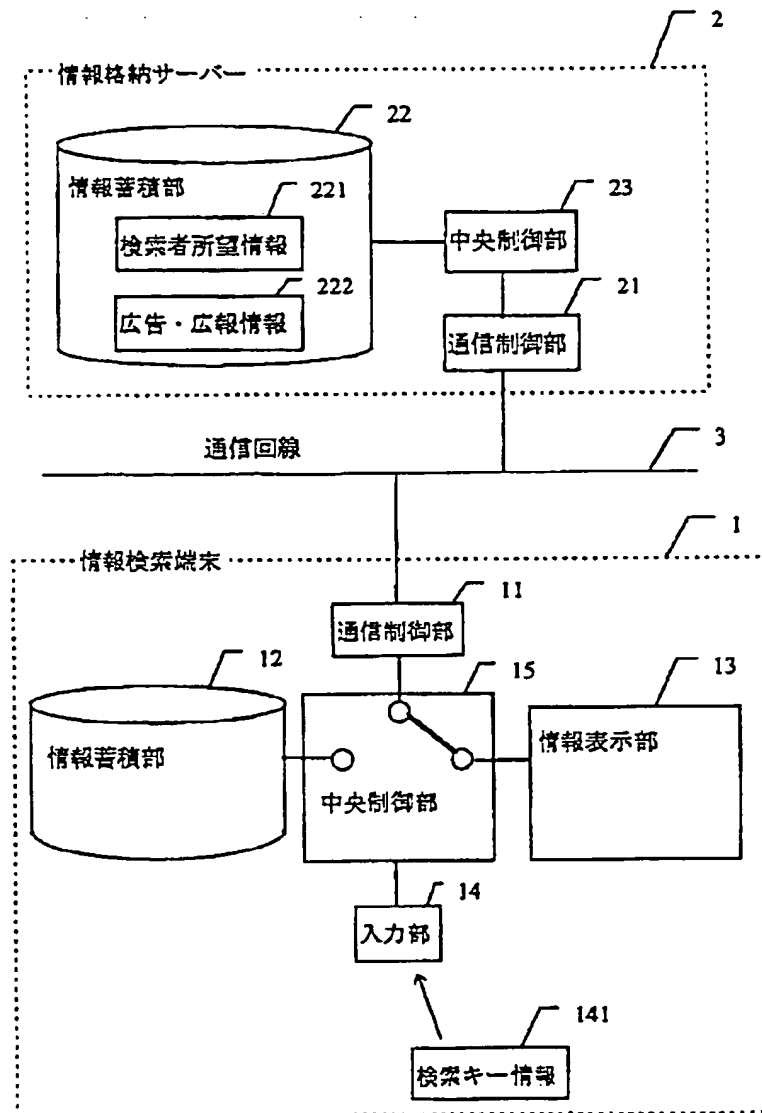 2
情報格納サーバー
22
情報蓄積部
221
検索者所望情報
222
広告・広報情報
23
中央制御部
21
通信制御部
通信回線
3
1
情報検索端末
11
通信制御部
12
情報蓄積部
15
中央制御部
13
情報表示部
14
入力部
141
検索キー情報